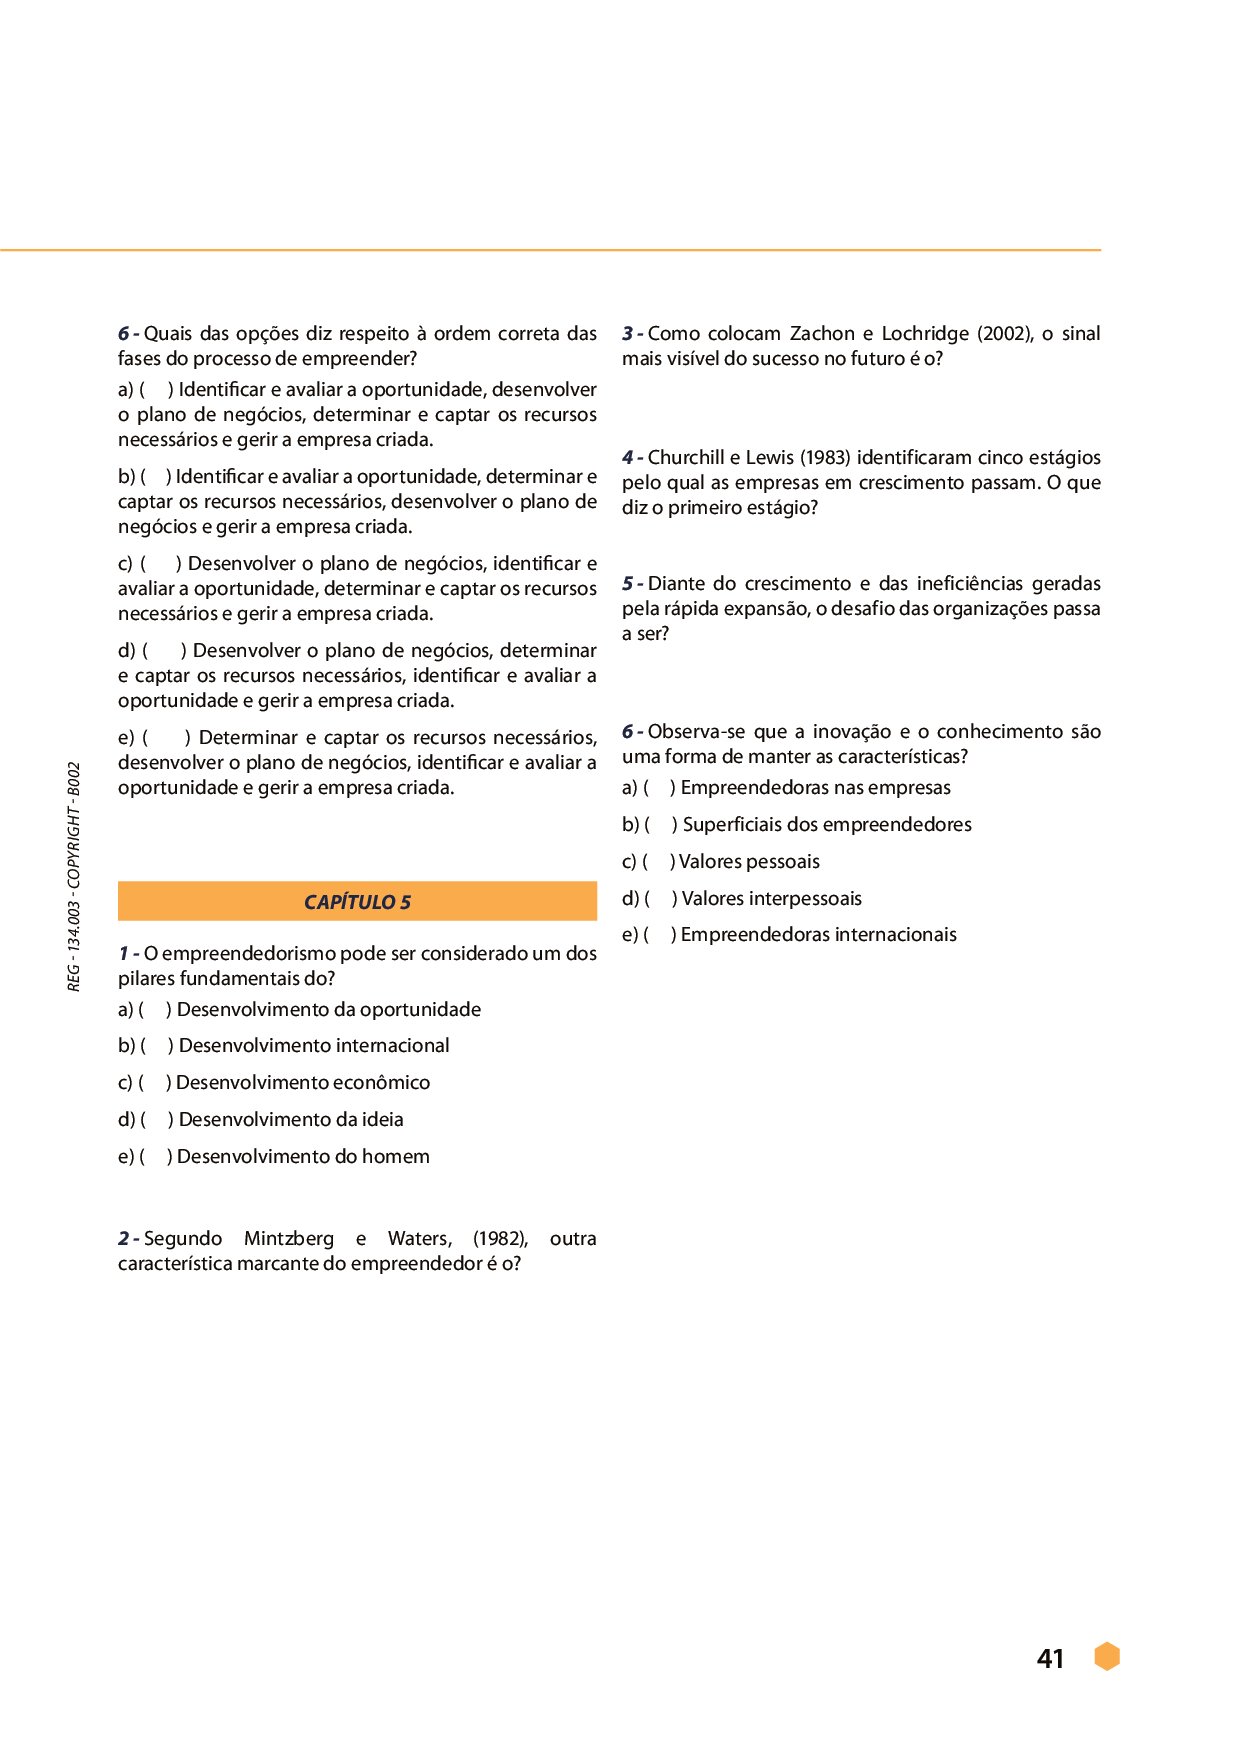 6 - Quais das opções diz respeito à ordem correta das
fases do processo de empreender?
a) (    ) Identificar e avaliar a oportunidade, desenvolver
o plano de negócios, determinar e captar os recursos
necessários e gerir a empresa criada.
b) (    ) Identificar e avaliar a oportunidade, determinar e
captar os recursos necessários, desenvolver o plano de
negócios e gerir a empresa criada.
c) (    ) Desenvolver o plano de negócios, identificar e
avaliar a oportunidade, determinar e captar os recursos
necessários e gerir a empresa criada.
d) (    ) Desenvolver o plano de negócios, determinar
e captar os recursos necessários, identificar e avaliar a
oportunidade e gerir a empresa criada.
e) (    ) Determinar e captar os recursos necessários,
desenvolver o plano de negócios, identificar e avaliar a
oportunidade e gerir a empresa criada.
CAPÍTULO 5
1 - O empreendedorismo pode ser considerado um dos
pilares fundamentais do?
a) (    ) Desenvolvimento da oportunidade
b) (    ) Desenvolvimento internacional
c) (    ) Desenvolvimento econômico
d) (    ) Desenvolvimento da ideia
e) (    ) Desenvolvimento do homem
2 - Segundo Mintzberg e Waters, (1982), outra
característica marcante do empreendedor é o?
3 - Como colocam Zachon e Lochridge (2002), o sinal
mais visível do sucesso no futuro é o?
4 - Churchill e Lewis (1983) identificaram cinco estágios
pelo qual as empresas em crescimento passam. O que
diz o primeiro estágio?
5 - Diante do crescimento e das ineficiências geradas
pela rápida expansão, o desafio das organizações passa
a ser?
6 - Observa-se que a inovação e o conhecimento são
uma forma de manter as características?
a) (    ) Empreendedoras nas empresas
b) (    ) Superficiais dos empreendedores
c) (    ) Valores pessoais
d) (    ) Valores interpessoais
e) (    ) Empreendedoras internacionais
REG - 134.003 - COPYRIGHT - B002
41